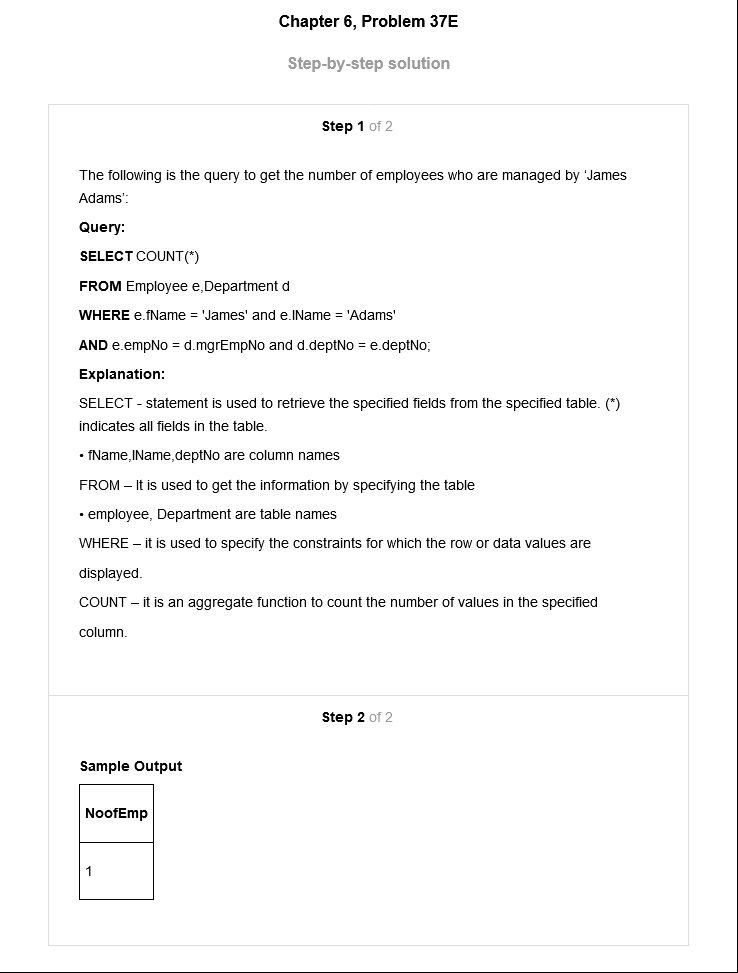 Chapter 6, Problem 37E
Step-by-step solution
Step 1 of 2
The following is the query to get the number of employees who are managed by ‘James
Adams’:
Query:
SELECT COUNT(*)
FROM Employee e,Department d
WHERE e.fName = 'James' and e.lName = 'Adams'
AND e.empNo = d.mgrEmpNo and d.deptNo = e.deptNo;
Explanation:
SELECT - statement is used to retrieve the specified fields from the specified table. (*)
indicates all fields in the table.
• fName,lName,deptNo are column names
FROM – It is used to get the information by specifying the table
• employee, Department are table names
WHERE – it is used to specify the constraints for which the row or data values are
displayed.
COUNT – it is an aggregate function to count the number of values in the specified
column.
Step 2 of 2
Sample Output
NoofEmp
1